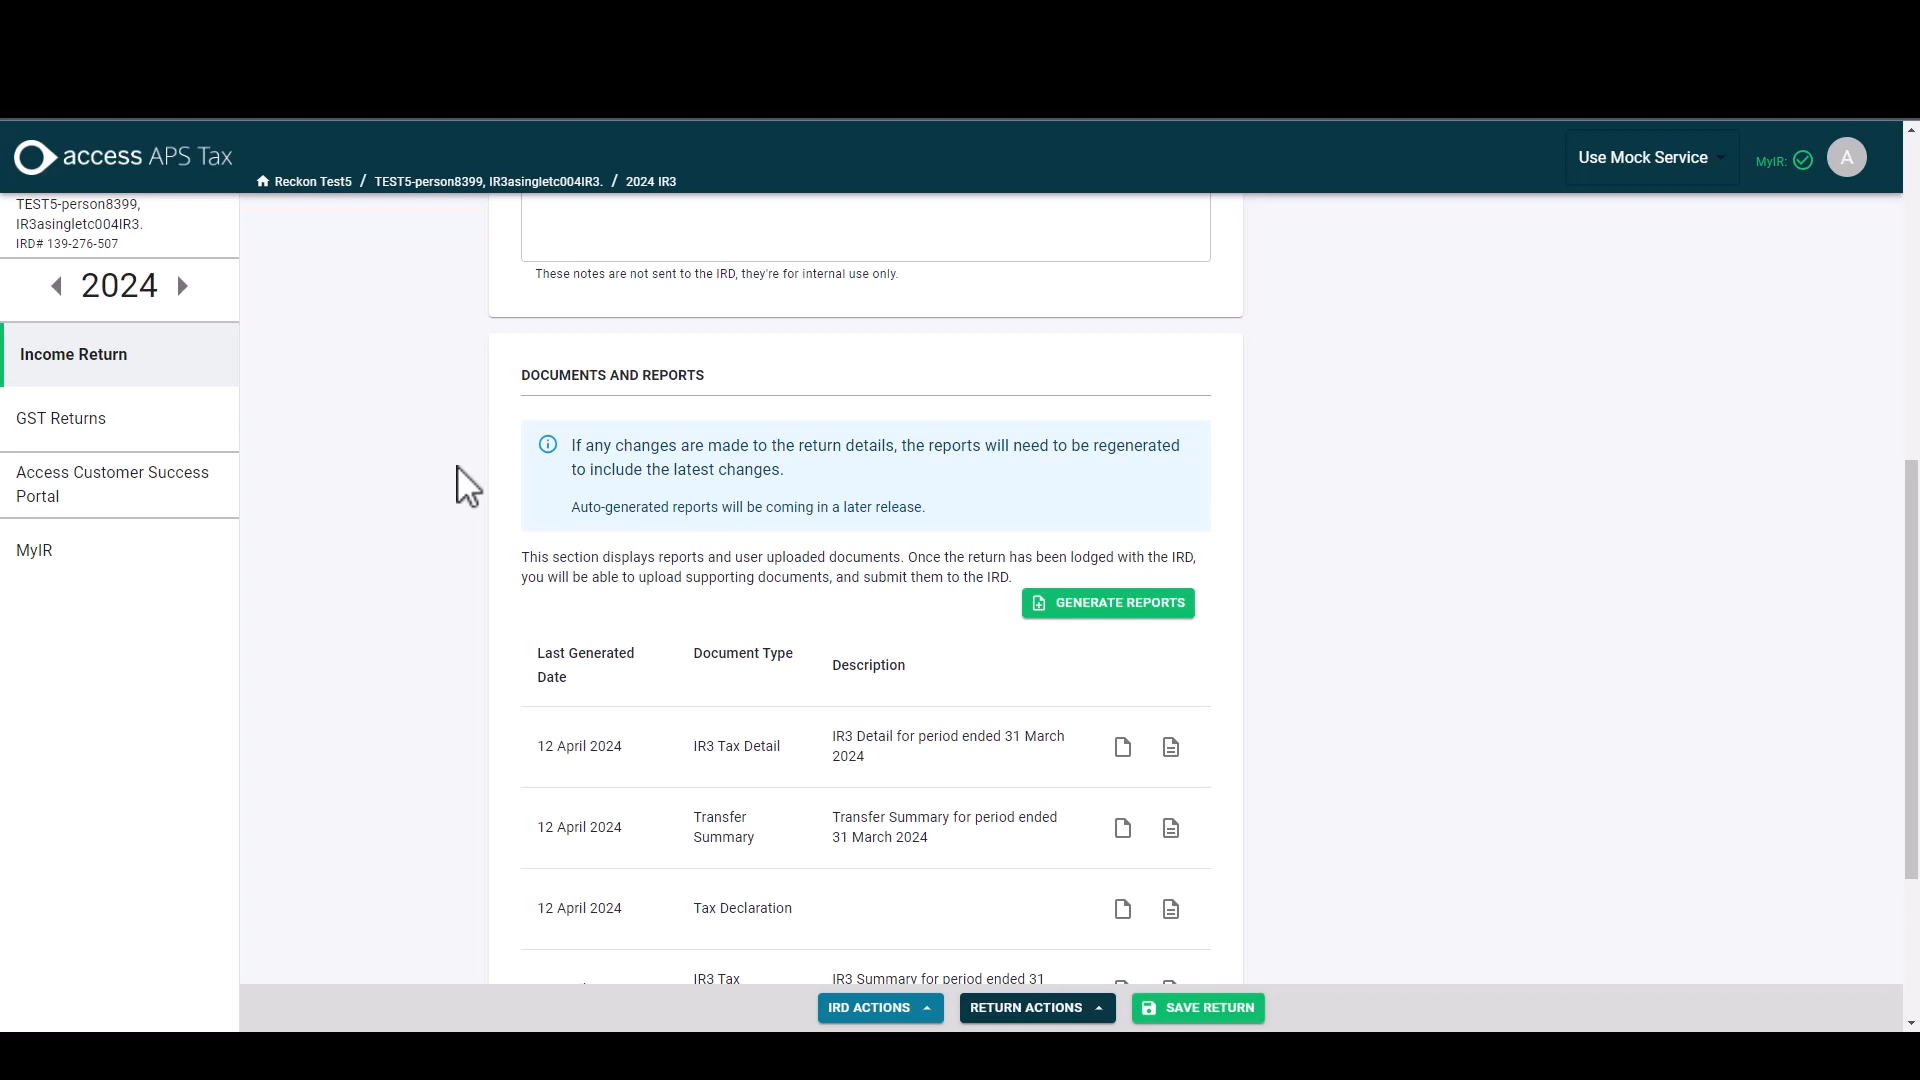 access APS Tax
Reckon Test5 / TEST5-person8399, IR3asingletc004IR3. / 2024 IR3
Use Mock Service
MyIR:
A
TEST5-person8399,
IR3asingletc004IR3.
IRD# 139-276-507
2024
Income Return
GST Returns
Access Customer Success
Portal
MyIR
These notes are not sent to the IRD, they're for internal use only.
DOCUMENTS AND REPORTS
If any changes are made to the return details, the reports will need to be regenerated
to include the latest changes.
Auto-generated reports will be coming in a later release.
This section displays reports and user uploaded documents. Once the return has been lodged with the IRD,
you will be able to upload supporting documents, and submit them to the IRD.
GENERATE REPORTS
Last Generated
Date
Document Type
Description
12 April 2024
IR3 Tax Detail
IR3 Detail for period ended 31 March
2024
12 April 2024
Transfer
Summary
Transfer Summary for period ended
31 March 2024
12 April 2024
Tax Declaration
IR3 Tax
IR3 Summary for period ended 31
IRD ACTIONS
RETURN ACTIONS
SAVE RETURN